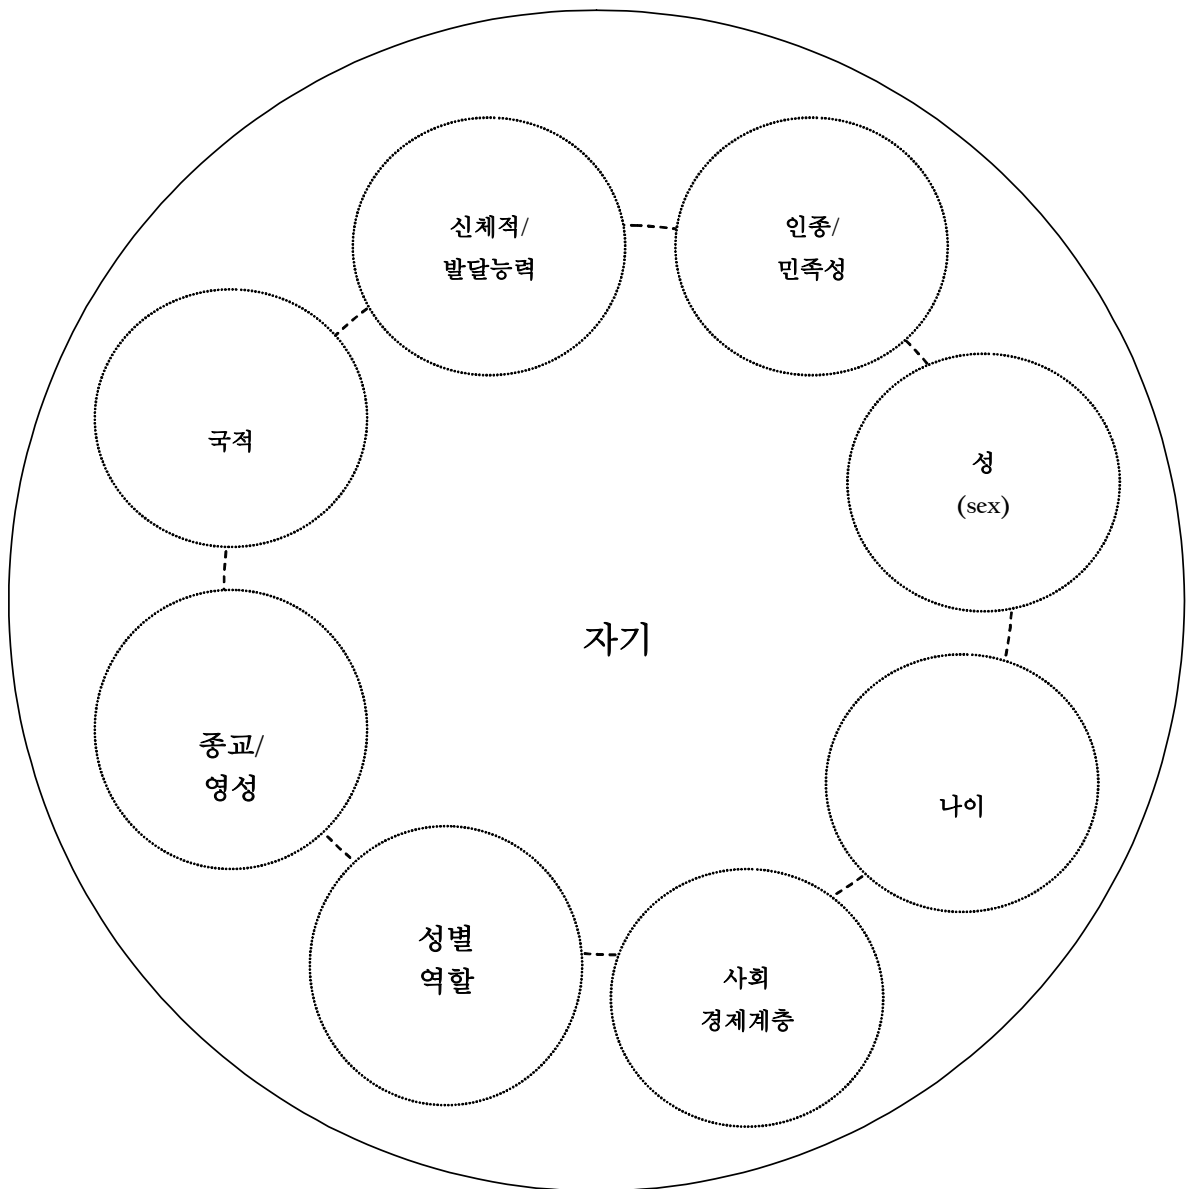 신체적/
발달능력
인종/
민족성
국적
성
(sex)
자기
종교/
영성
나이
성별
역할
사회
경제계층